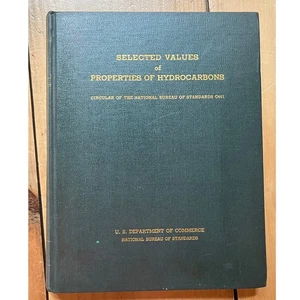 SELECTED VALUES
of
PROPERTIES OF HYDROCARBONS
CIRCULAR OF THE NATIONAL BUREAU OF STANDARDS C461
U. S. DEPARTMENT OF COMMERCE
NATIONAL BUREAU OF STANDARDS